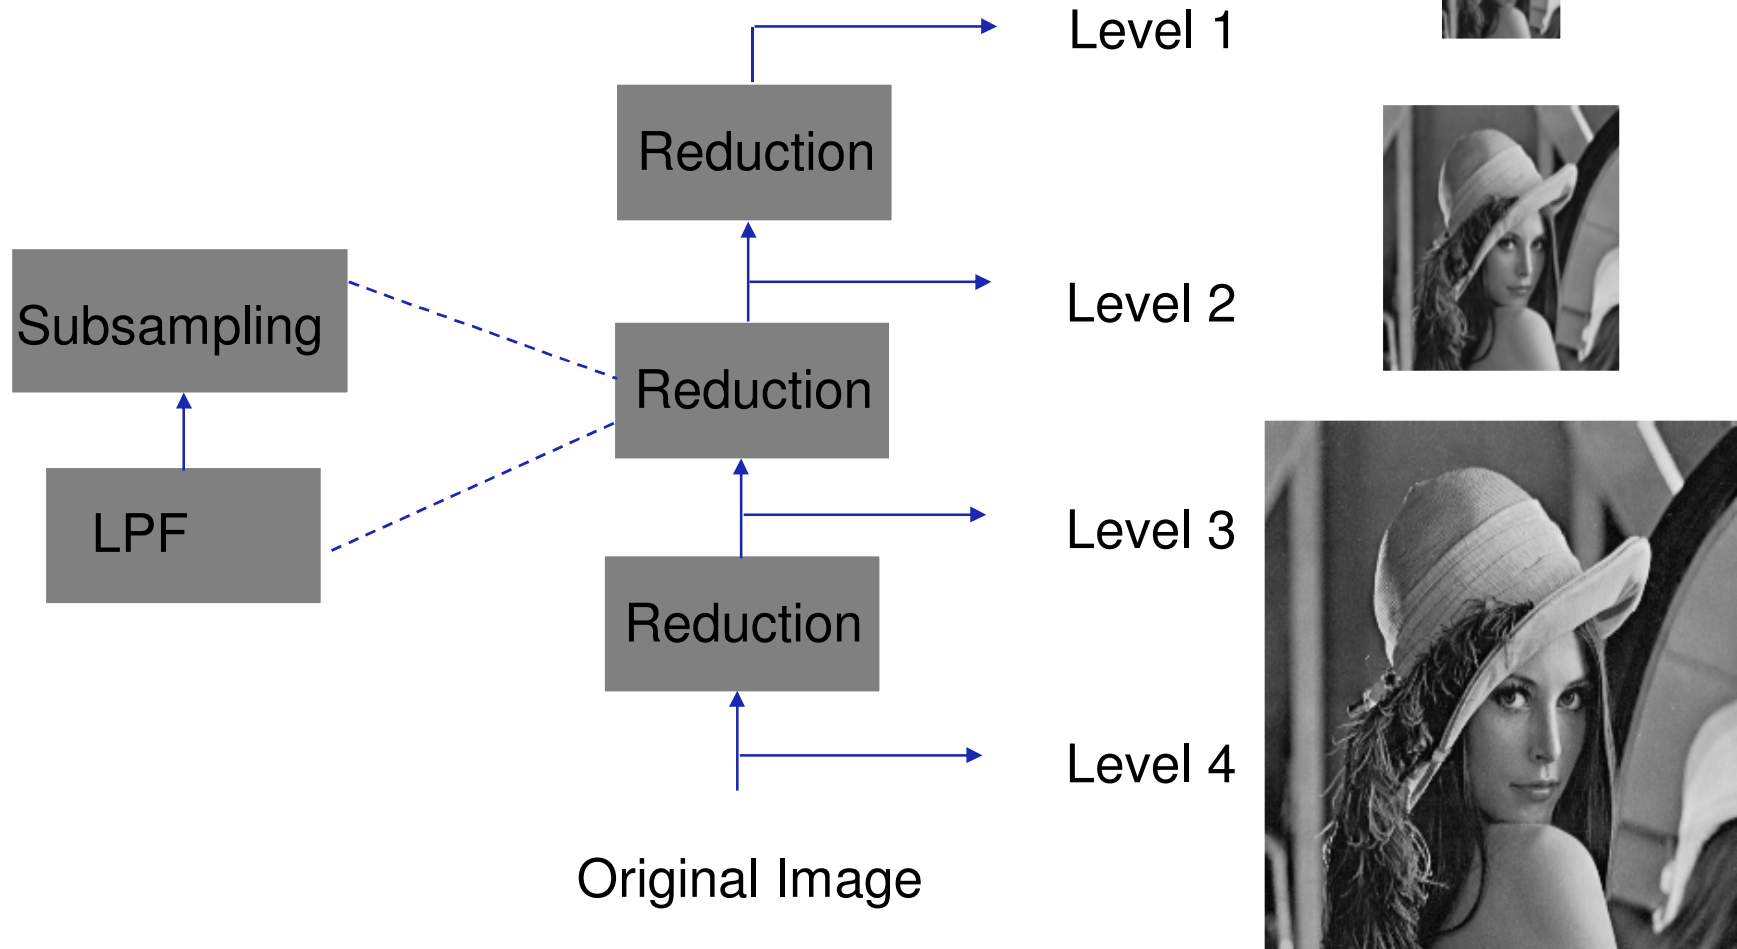 Level 1
Reduction
Level 2
Subsampling
Reduction
LPF
Level 3
Reduction
Level 4
Original Image